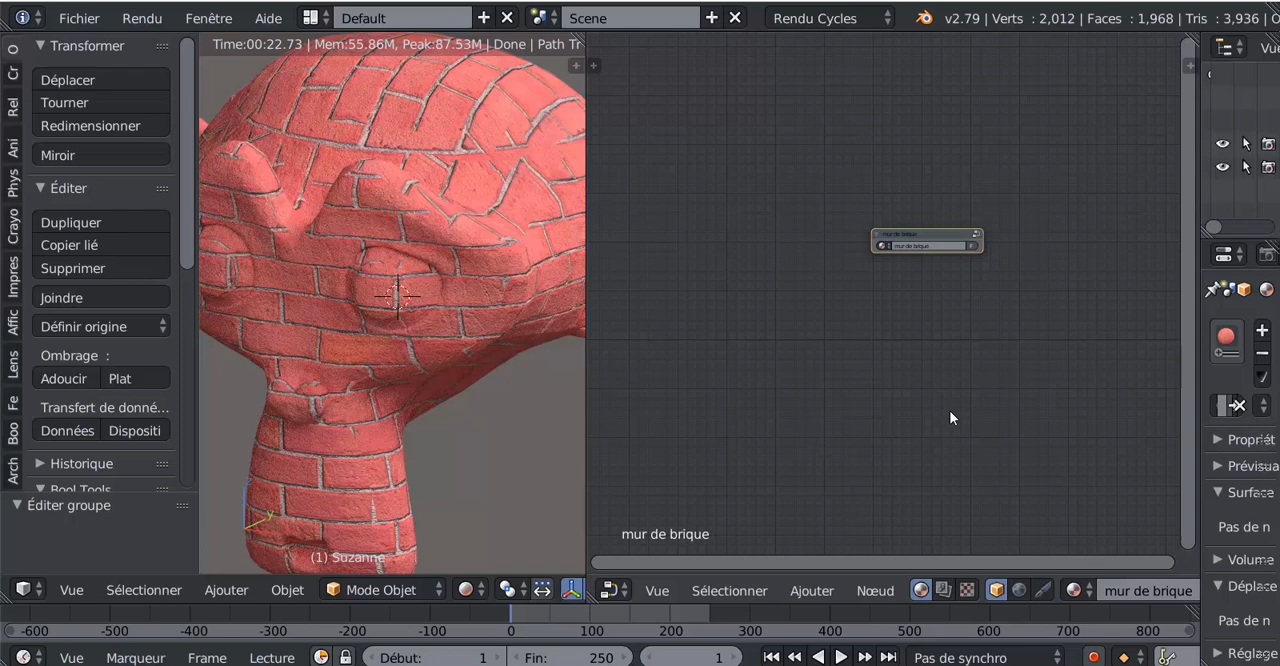 Fichier Rendu Fenêtre Aide Default Scene Rendu Cycles v2.79 | Verts : 2,012 | Faces : 1,968 | Tris : 3,936 | O
Time:00:22.73 | Mem:55.86M, Peak:87.53M | Done | Path Tr
O
Cr
Rel
Ani
Phys
Crayo
Impres
Affic
Lens
Fe
Boo
Arch
Transformer
Déplacer
Tourner
Redimensionner
Miroir
Éditer
Dupliquer
Copier lié
Supprimer
Joindre
Définir origine
Ombrage :
Adoucir Plat
Transfert de donné...
Données Dispositi
Historique
Bool Tools
Éditer groupe
(1) Suzanne
mur de brique
mur de brique
mur de brique
Vue
Propriét
Prévisua
Surface
Pas de n
Volume
Déplace
Pas de n
Réglage
Vue Sélectionner Ajouter Objet Mode Objet
Vue Sélectionner Ajouter Nœud mur de brique
-600 -500 -400 -300 -200 -100 0 100 200 300 400 500 600 700 800
Vue Marqueur Frame Lecture Début: 1 Fin: 250 1 Pas de synchro